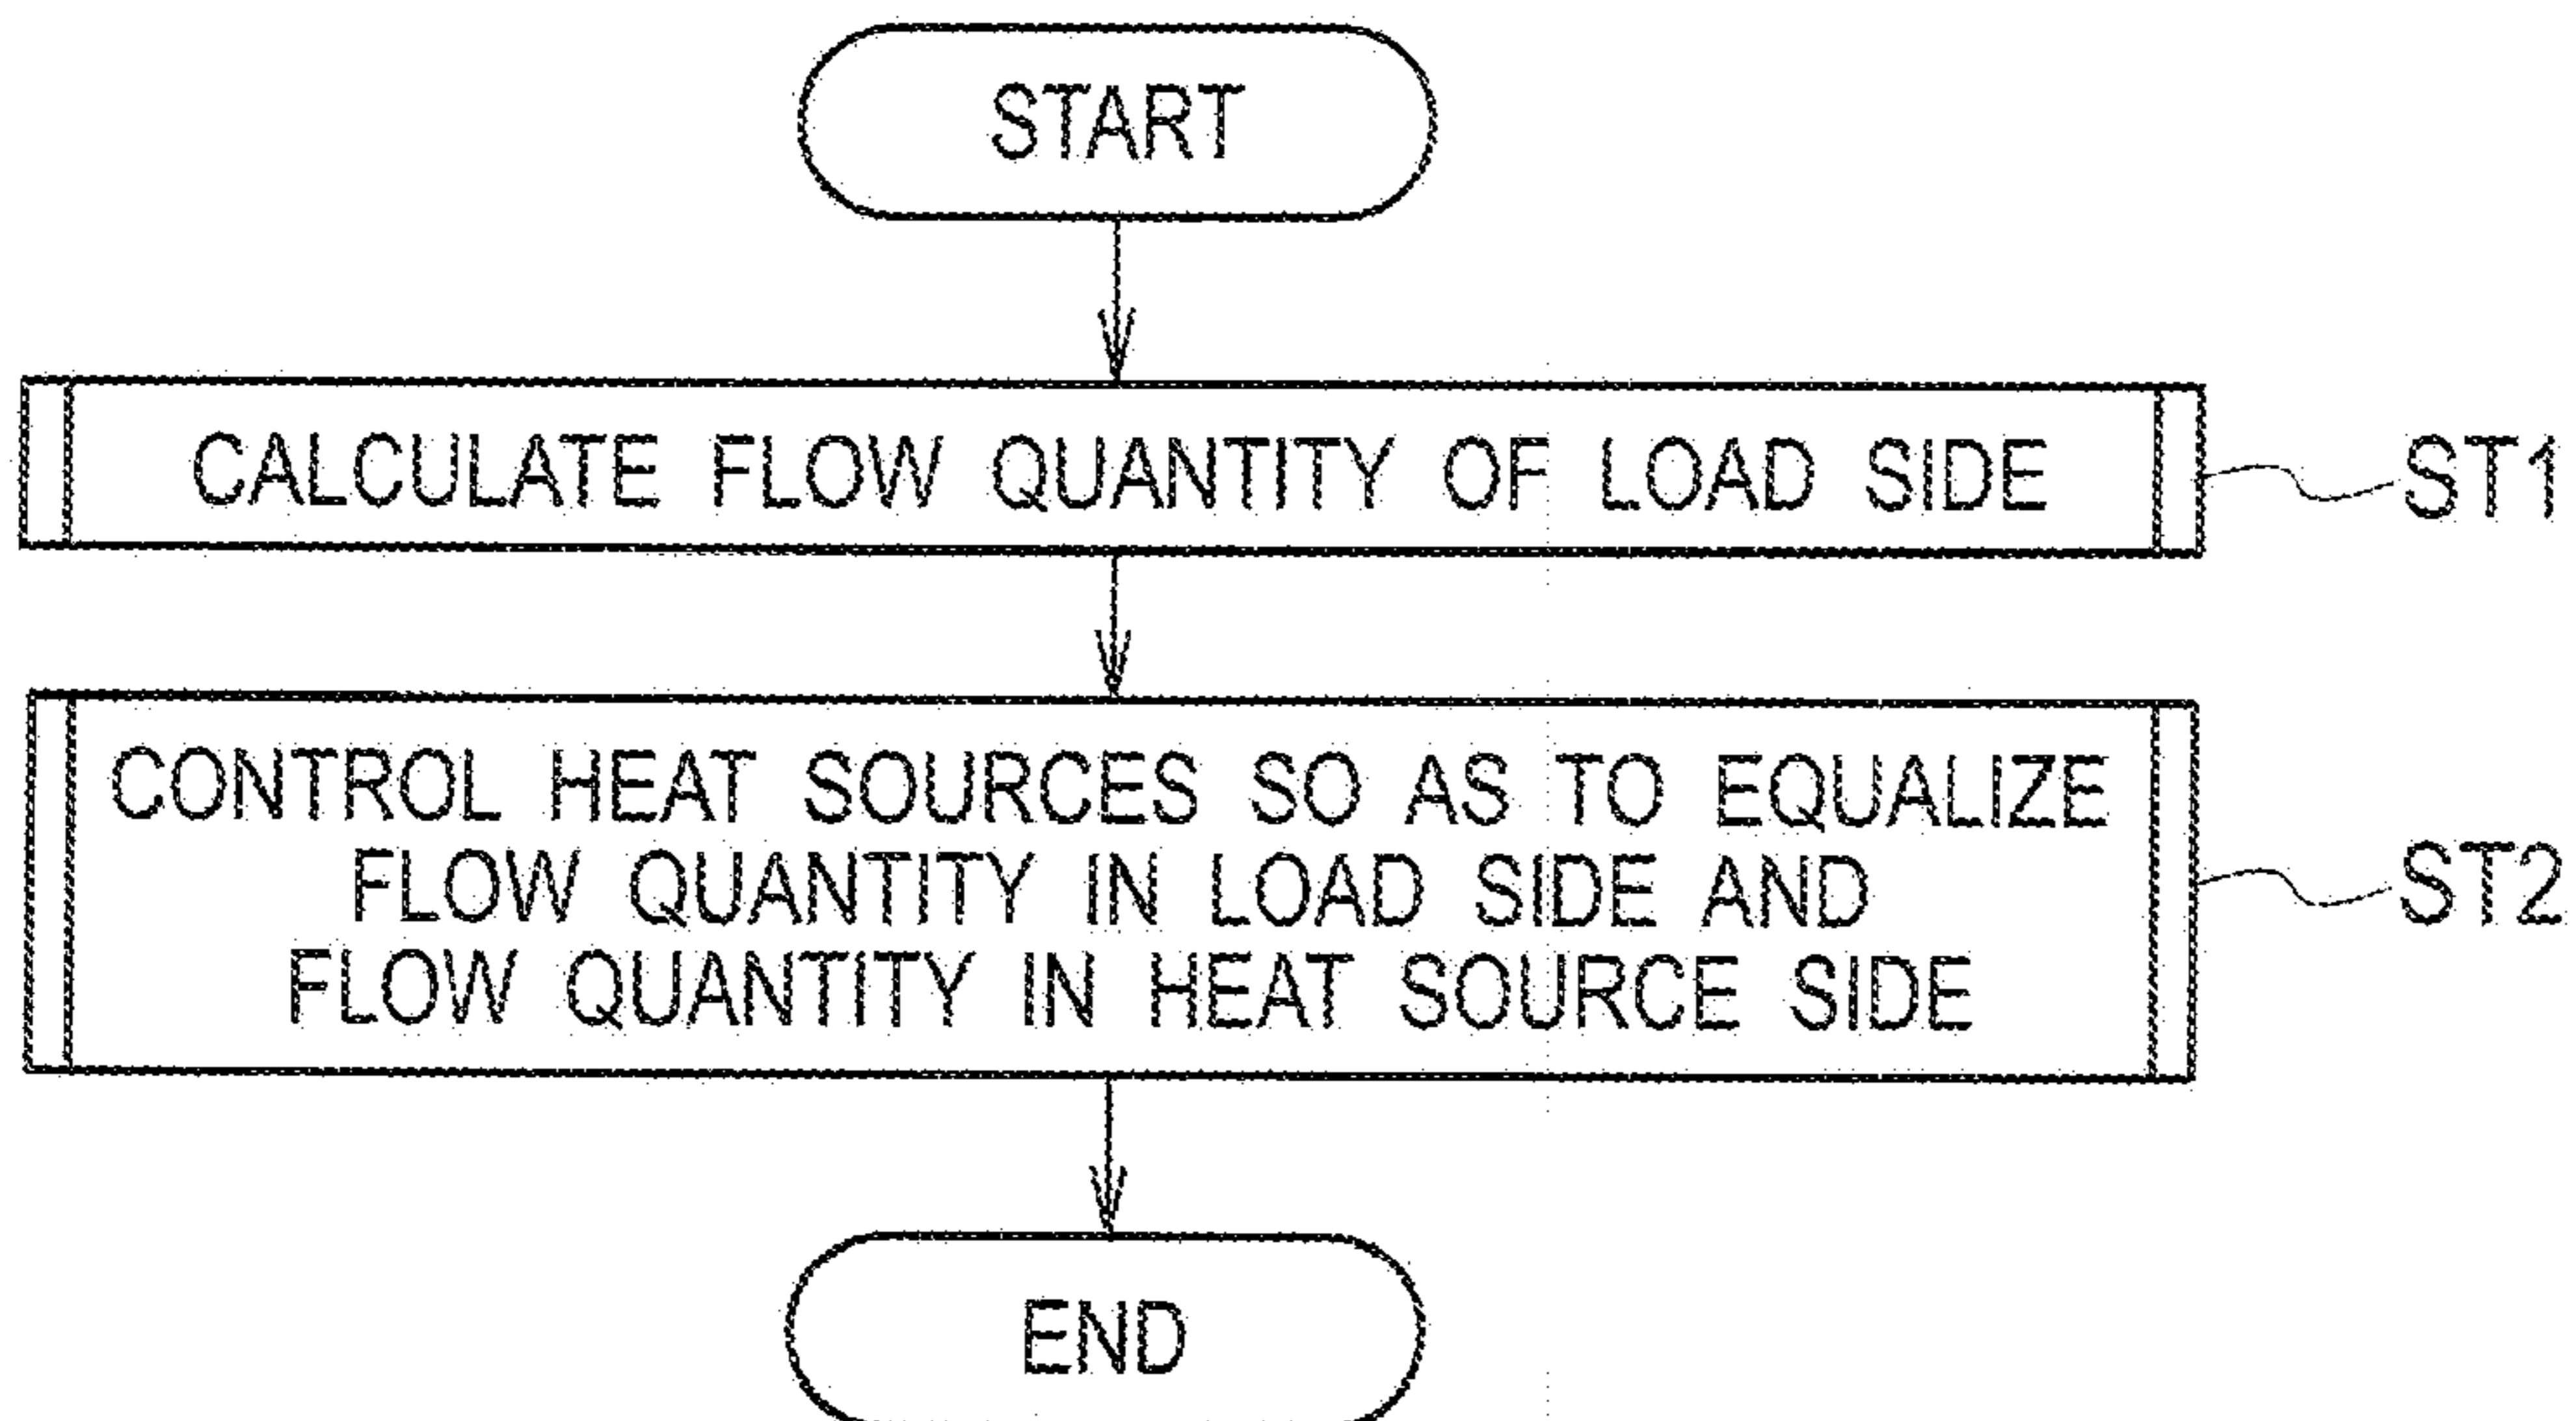 START
CALCULATE FLOW QUANTITY OF LOAD SIDE
ST1
CONTROL HEAT SOURCES SO AS TO EQUALIZE
FLOW QUANTITY IN LOAD SIDE AND
FLOW QUANTITY IN HEAT SOURCE SIDE
ST2
END